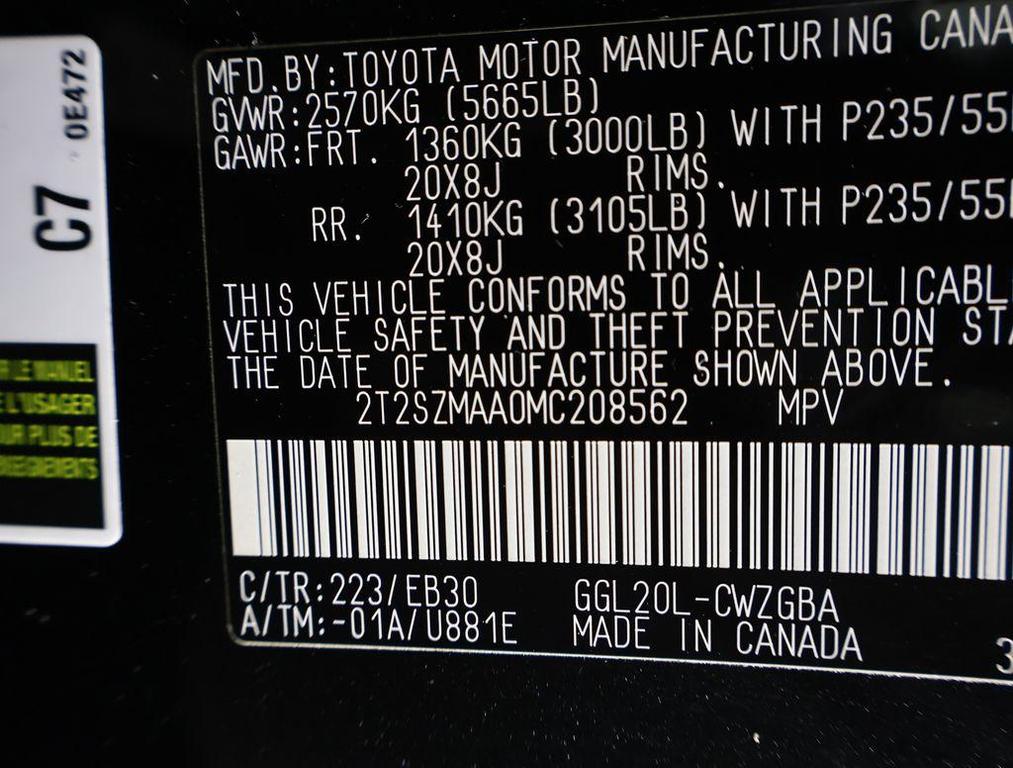 0E472
C7
LE MANUEL
L'USAGER
PLUS DE
MFD.BY:TOYOTA MOTOR MANUFACTURING CANA
GVWR:2570KG (5665LB)
GAWR:FRT. 1360KG (3000LB) WITH P235/55
20X8J RIMS.
RR. 1410KG (3105LB) WITH P235/55
20X8J RIMS.
THIS VEHICLE CONFORMS TO ALL APPLICABL
VEHICLE SAFETY AND THEFT PREVENTION ST
THE DATE OF MANUFACTURE SHOWN ABOVE.
2T2SZMAA0MC208562 MPV
C/TR:223/EB30 GGL20L-CWZGBA
A/TM:-01A/U881E MADE IN CANADA
3